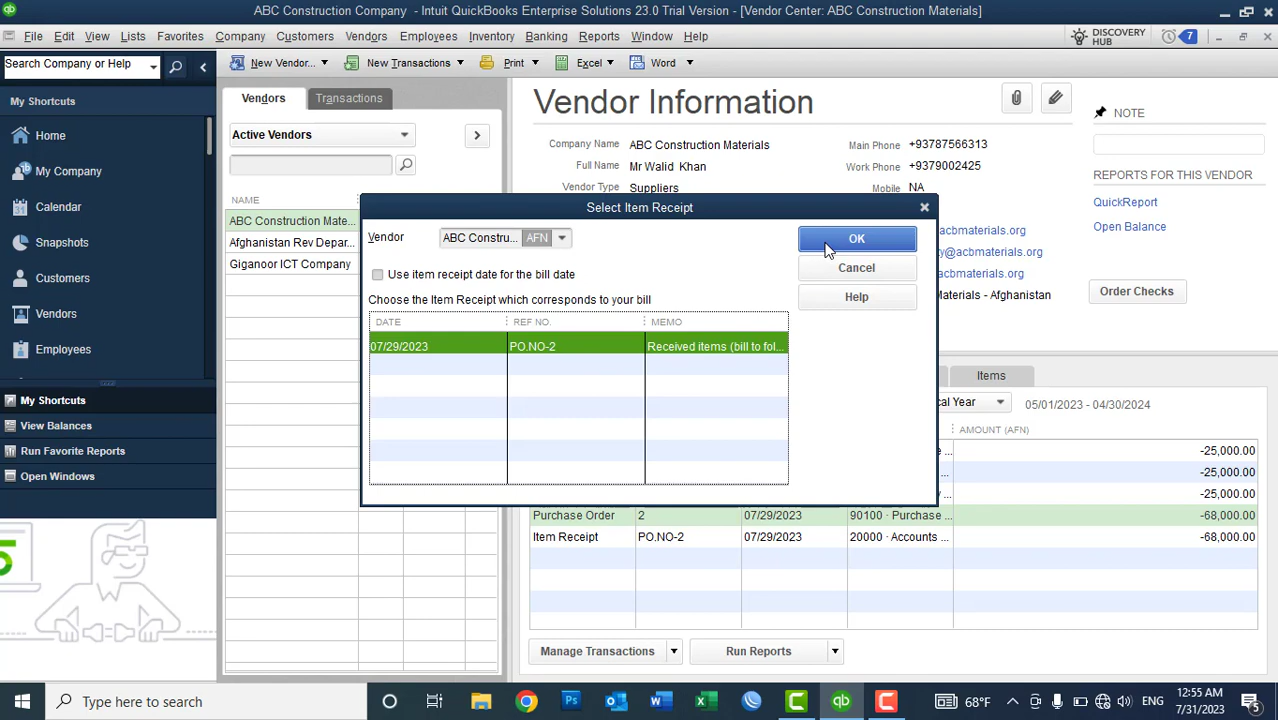 ABC Construction Company - Intuit QuickBooks Enterprise Solutions 23.0 Trial Version - [Vendor Center: ABC Construction Materials]
File Edit View Lists Favorites Company Customers Vendors Employees Inventory Banking Reports Window Help
DISCOVERY HUB
7
Search Company or Help
New Vendor... New Transactions Print Excel Word
My Shortcuts
Home
My Company
Calendar
Snapshots
Customers
Vendors
Employees
My Shortcuts
View Balances
Run Favorite Reports
Open Windows
Vendors Transactions
Active Vendors
NAME
ABC Construction Mate...
Afghanistan Rev Depar...
Giganoor ICT Company
Vendor Information
Company Name ABC Construction Materials
Full Name Mr Walid Khan
Vendor Type Suppliers
Main Phone +93787566313
Work Phone +9379002425
Mobile NA
@acbmaterials.org
y@acbmaterials.org
acbmaterials.org
Materials - Afghanistan
NOTE
REPORTS FOR THIS VENDOR
QuickReport
Open Balance
Order Checks
Select Item Receipt
Vendor ABC Constru... AFN
Use item receipt date for the bill date
Choose the Item Receipt which corresponds to your bill
DATE REF NO. MEMO
07/29/2023 PO.NO-2 Received items (bill to fol...
OK
Cancel
Help
Items
cal Year 05/01/2023 - 04/30/2024
AMOUNT (AFN)
e ... -25,000.00
... -25,000.00
y ... -25,000.00
Purchase Order 2 07/29/2023 90100 · Purchase ... -68,000.00
Item Receipt PO.NO-2 07/29/2023 20000 · Accounts ... -68,000.00
Manage Transactions Run Reports
Type here to search
68°F ENG
12:55 AM
7/31/2023
5